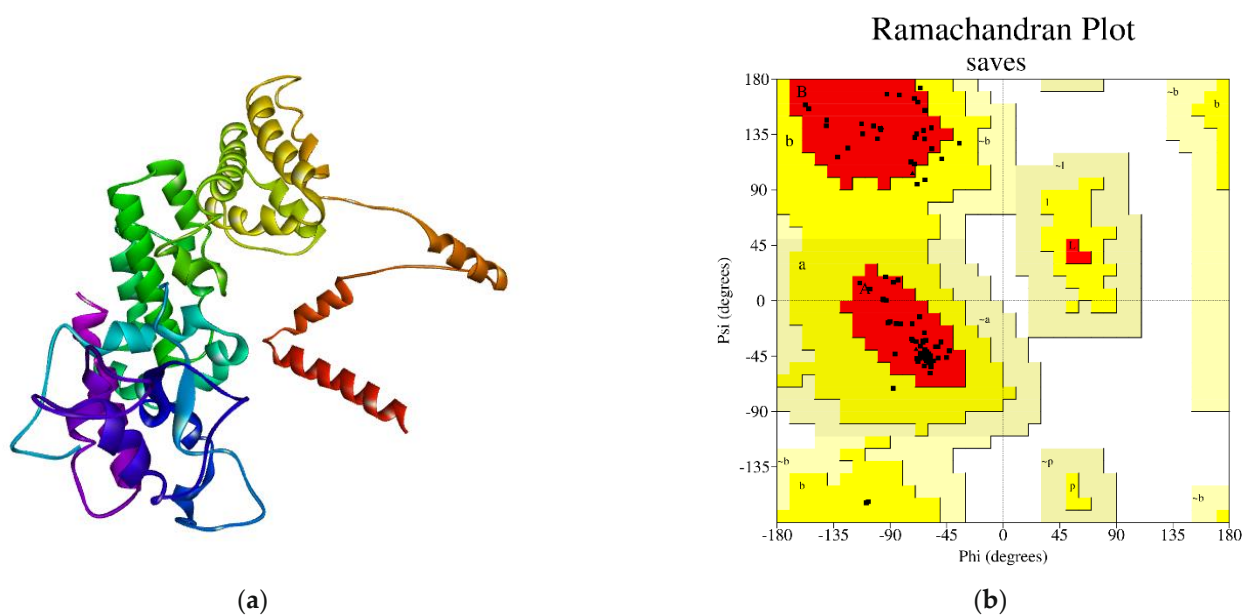 Ramachandran Plot
saves
Psi (degrees)
180
135
90
45
0
-45
-90
-135
B
b
~b
~b
b
~l
l
L
a
A
~a
~b
b
~p
p
~b
-180
-135
-90
-45
0
45
90
135
180
Phi (degrees)
(a)
(b)